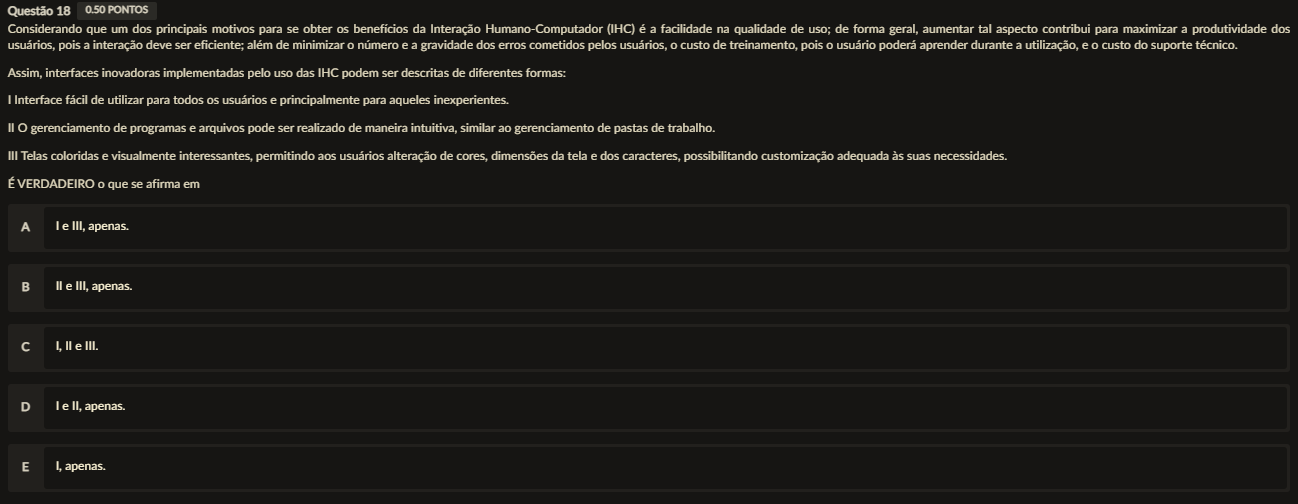 Questão 18 0.50 PONTOS
Considerando que um dos principais motivos para se obter os benefícios da Interação Humano-Computador (IHC) é a facilidade na qualidade de uso; de forma geral, aumentar tal aspecto contribui para maximizar a produtividade dos
usuários, pois a interação deve ser eficiente; além de minimizar o número e a gravidade dos erros cometidos pelos usuários, o custo de treinamento, pois o usuário poderá aprender durante a utilização, e o custo do suporte técnico.
Assim, interfaces inovadoras implementadas pelo uso das IHC podem ser descritas de diferentes formas:
I Interface fácil de utilizar para todos os usuários e principalmente para aqueles inexperientes.
II O gerenciamento de programas e arquivos pode ser realizado de maneira intuitiva, similar ao gerenciamento de pastas de trabalho.
III Telas coloridas e visualmente interessantes, permitindo aos usuários alteração de cores, dimensões da tela e dos caracteres, possibilitando customização adequada às suas necessidades.
É VERDADEIRO o que se afirma em
A I e III, apenas.
B II e III, apenas.
C I, II e III.
D I e II, apenas.
E I, apenas.